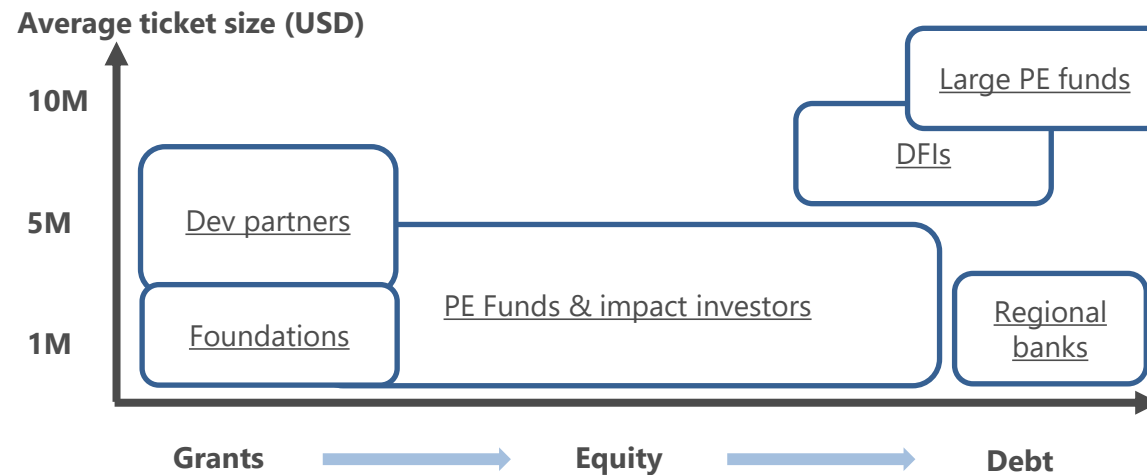 Average ticket size (USD)
10M
Large PE funds
DFIs
5M
Dev partners
PE Funds & impact investors
1M
Foundations
Regional
banks
Grants
Equity
Debt